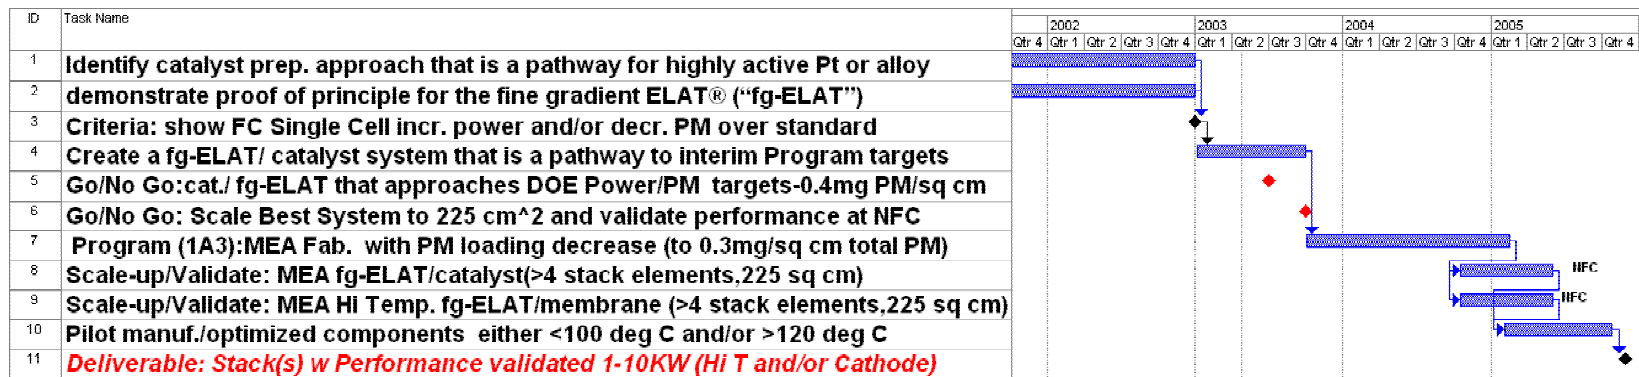 ID Task Name
2002 2003 2004 2005
Qtr 4 Qtr 1 Qtr 2 Qtr 3 Qtr 4 Qtr 1 Qtr 2 Qtr 3 Qtr 4 Qtr 1 Qtr 2 Qtr 3 Qtr 4 Qtr 1 Qtr 2 Qtr 3 Qtr 4
1 Identify catalyst prep. approach that is a pathway for highly active Pt or alloy
2 demonstrate proof of principle for the fine gradient ELAT® (“fg-ELAT”)
3 Criteria: show FC Single Cell incr. power and/or decr. PM over standard
4 Create a fg-ELAT/ catalyst system that is a pathway to interim Program targets
5 Go/No Go:cat./ fg-ELAT that approaches DOE Power/PM targets-0.4mg PM/sq cm
6 Go/No Go: Scale Best System to 225 cm^2 and validate performance at NFC
7 Program (1A3):MEA Fab. with PM loading decrease (to 0.3mg/sq cm total PM)
8 Scale-up/Validate: MEA fg-ELAT/catalyst(>4 stack elements,225 sq cm) NFC
9 Scale-up/Validate: MEA Hi Temp. fg-ELAT/membrane (>4 stack elements,225 sq cm) NFC
10 Pilot manuf./optimized components either <100 deg C and/or >120 deg C
11 Deliverable: Stack(s) w Performance validated 1-10KW (Hi T and/or Cathode)